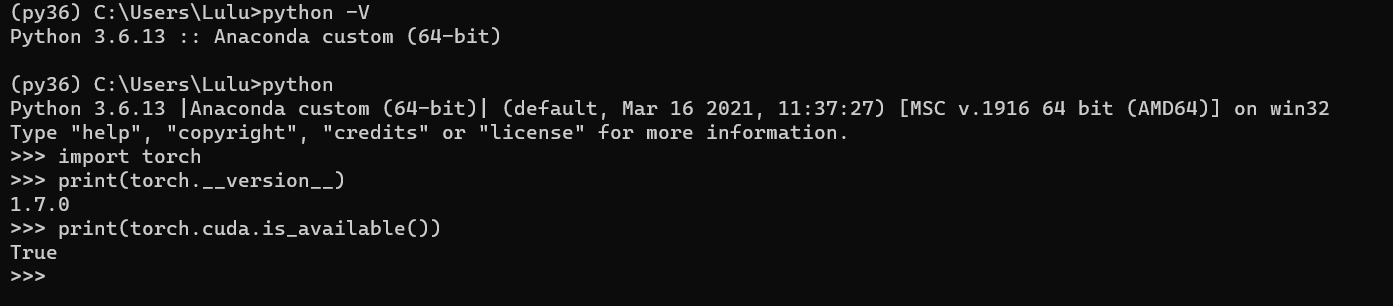 (py36) C:\Users\Lulu>python -V
Python 3.6.13 :: Anaconda custom (64-bit)
(py36) C:\Users\Lulu>python
Python 3.6.13 |Anaconda custom (64-bit)| (default, Mar 16 2021, 11:37:27) [MSC v.1916 64 bit (AMD64)] on win32
Type "help", "copyright", "credits" or "license" for more information.
>>> import torch
>>> print(torch.__version__)
1.7.0
>>> print(torch.cuda.is_available())
True
>>>